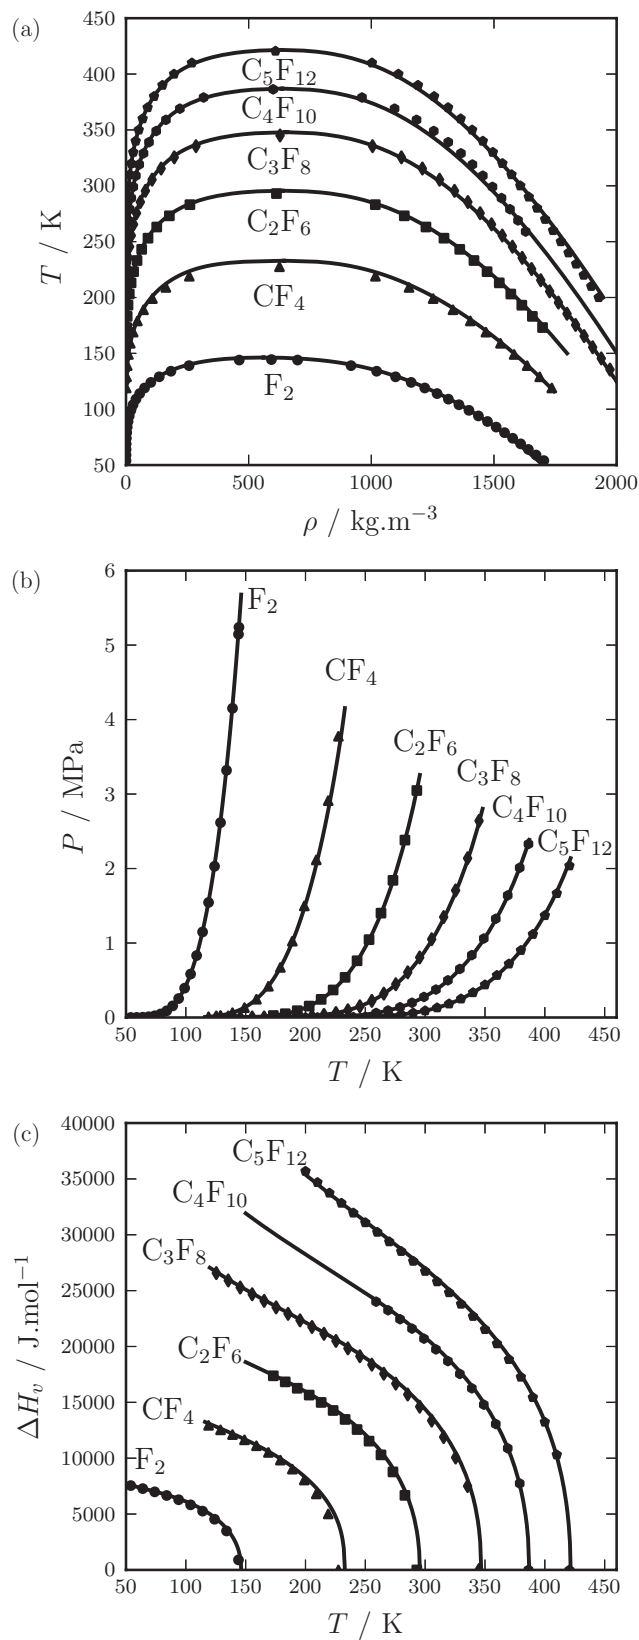 (a)
T / K
450
400
350
300
250
200
150
100
50
C₅F₁₂
C₄F₁₀
C₃F₈
C₂F₆
CF₄
F₂
0 500 1000 1500 2000
ρ / kg.m⁻³
(b)
P / MPa
6
5
4
3
2
1
0
F₂
CF₄
C₂F₆
C₃F₈
C₄F₁₀
C₅F₁₂
50 100 150 200 250 300 350 400 450
T / K
(c)
ΔHᵥ / J.mol⁻¹
40000
35000
30000
25000
20000
15000
10000
5000
0
C₅F₁₂
C₄F₁₀
C₃F₈
C₂F₆
CF₄
F₂
50 100 150 200 250 300 350 400 450
T / K